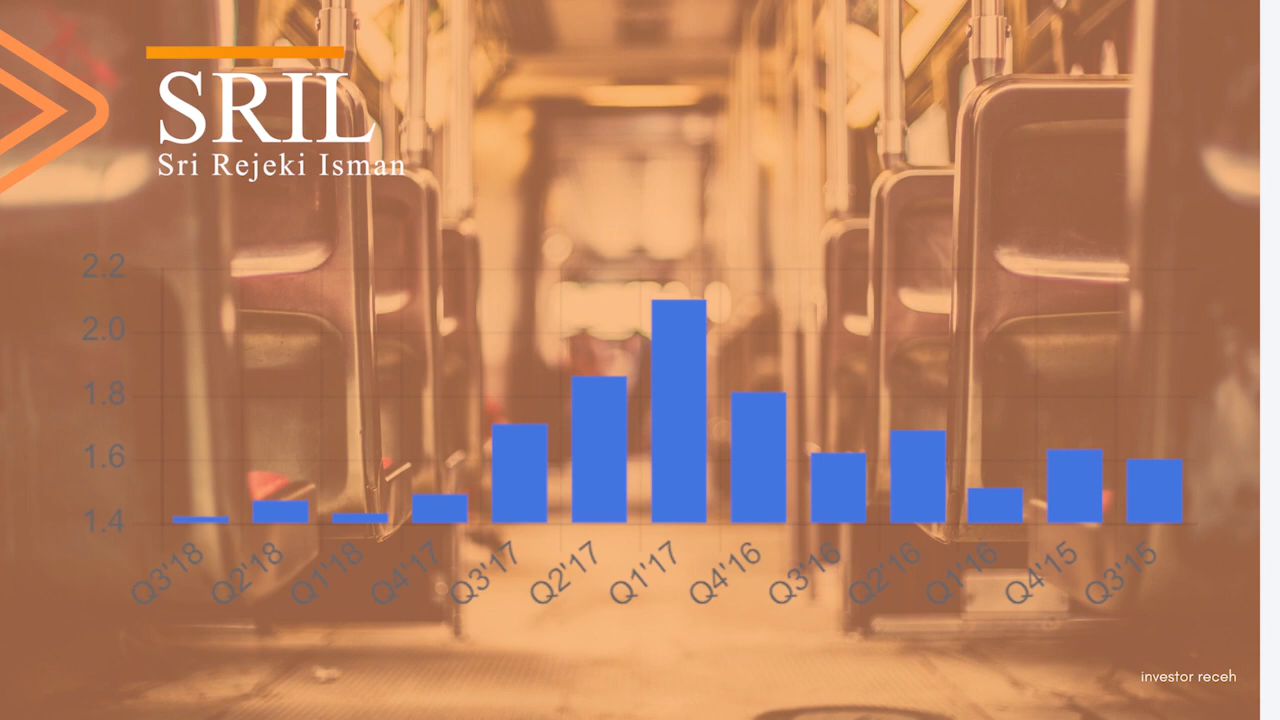 SRIL
Sri Rejeki Isman
2.2
2.0
1.8
1.6
1.4
Q3'18
Q2'18
Q1'18
Q4'17
Q3'17
Q2'17
Q1'17
Q4'16
Q3'16
Q2'16
Q1'16
Q4'15
Q3'15
investor receh